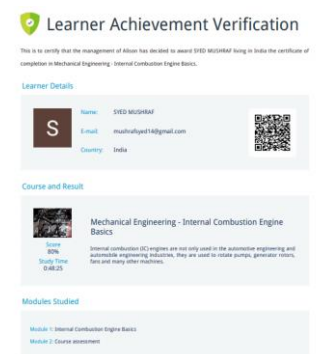 Learner Achievement Verification
This is to certify that the management of Alison has decided to award SYED MUSHRAF living in India the certificate of
completion in Mechanical Engineering - Internal Combustion Engine Basics.
Learner Details
S
Name: SYED MUSHRAF
E-mail: mushrafsyed14@gmail.com
Country: India
Course and Result
Mechanical Engineering - Internal Combustion Engine
Basics
Score
80%
Study Time
0:48:25
Internal combustion (IC) engines are not only used in the automotive engineering and
automobile engineering industries, they are used to rotate pumps, generator rotors,
fans and many other machines.
Modules Studied
Module 1: Internal Combustion Engine Basics
Module 2: Course assessment